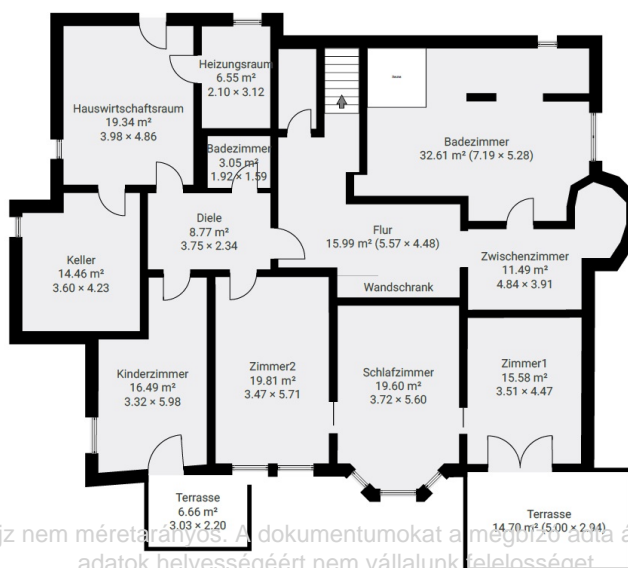 Heizungsraum
6.55 m²
2.10 × 3.12
Hauswirtschaftsraum
19.34 m²
3.98 × 4.86
Badezimmer
3.05 m²
1.92 × 1.59
Badezimmer
32.61 m² (7.19 × 5.28)
Diele
8.77 m²
3.75 × 2.34
Flur
15.99 m² (5.57 × 4.48)
Keller
14.46 m²
3.60 × 4.23
Zwischenzimmer
11.49 m²
4.84 × 3.91
Wandschrank
Kinderzimmer
16.49 m²
3.32 × 5.98
Zimmer2
19.81 m²
3.47 × 5.71
Schlafzimmer
19.60 m²
3.72 × 5.60
Zimmer1
15.58 m²
3.51 × 4.47
Terrasse
6.66 m²
3.03 × 2.20
Terrasse
14.70 m² (5.00 × 2.94)
jz nem méretarányos. A dokumentumokat a megbízó adta á
adatok helyességéért nem vállalunk felelősséget